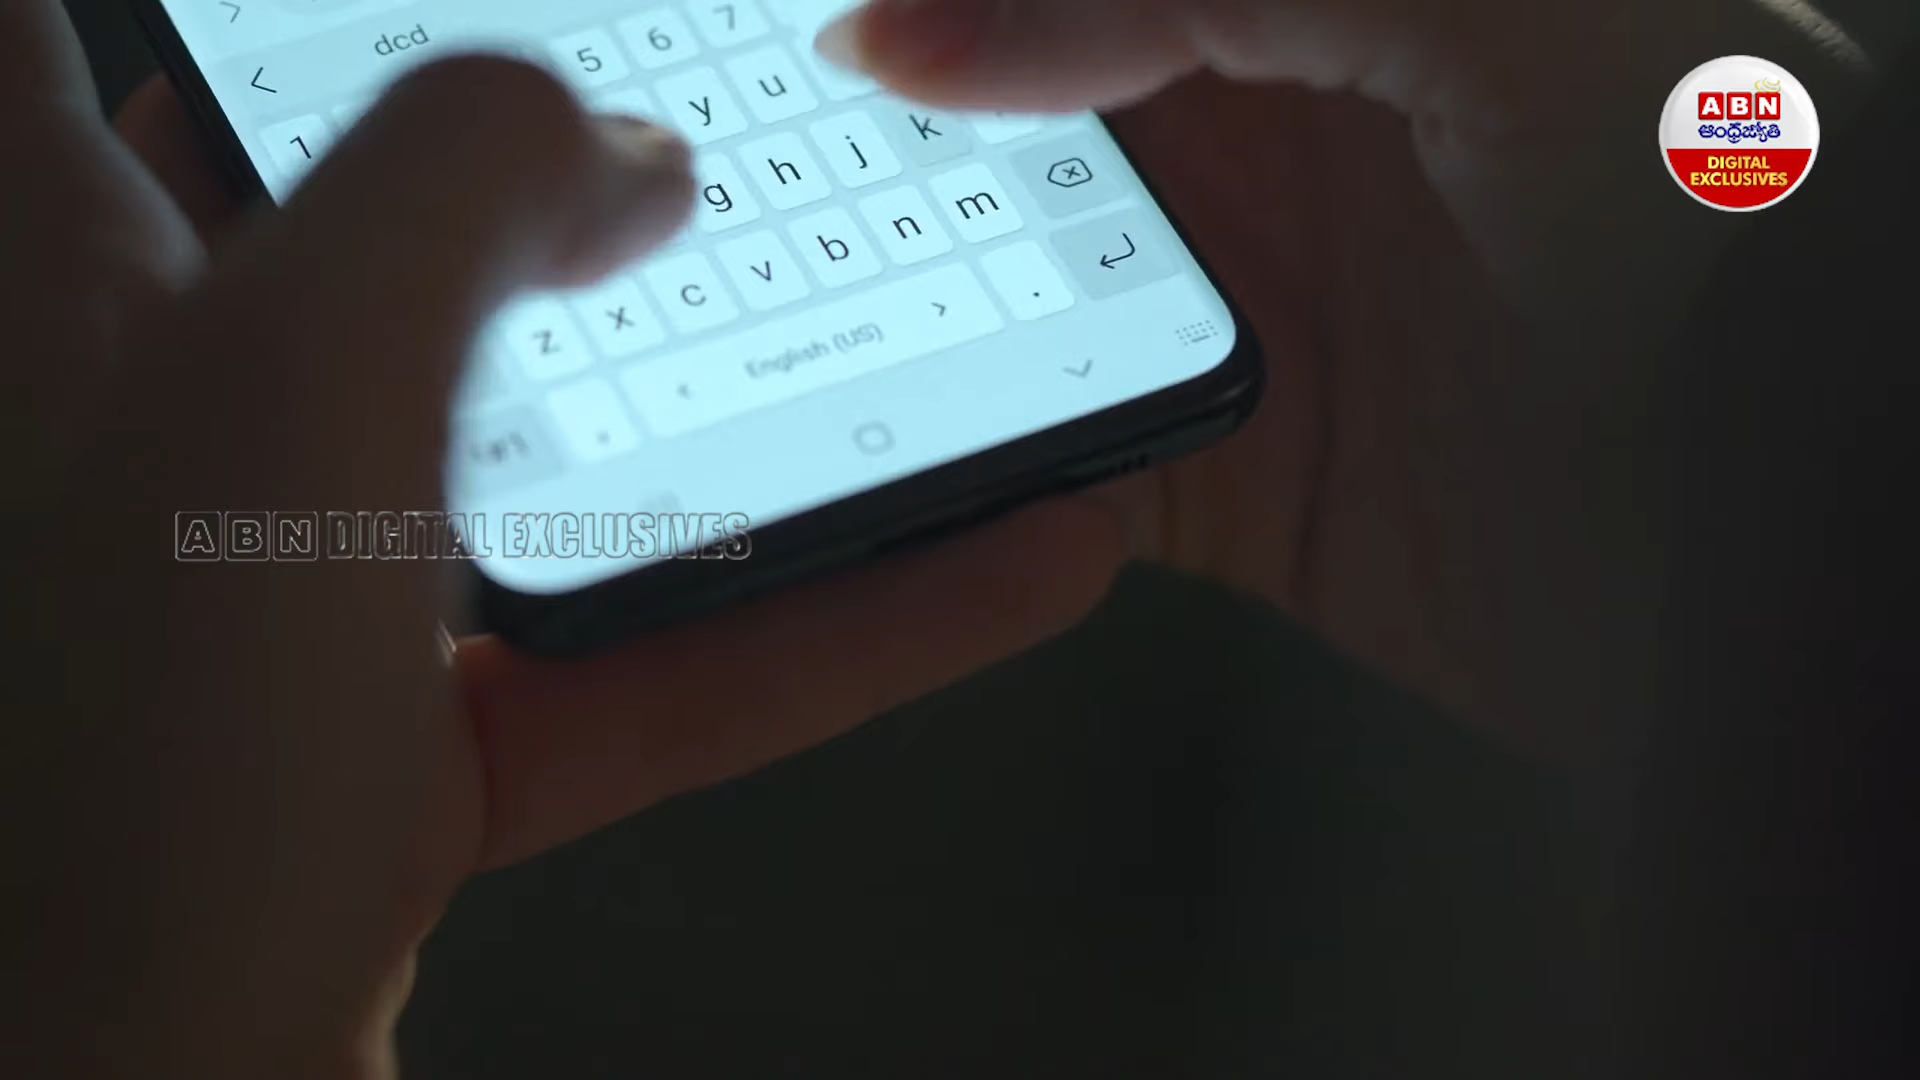 dcd
5 6 7
1
y u
g h j k
z x c v b n m
, English (US) .
ABN
ఆంధ్రజ్యోతి
DIGITAL
EXCLUSIVES
ABN DIGITAL EXCLUSIVES